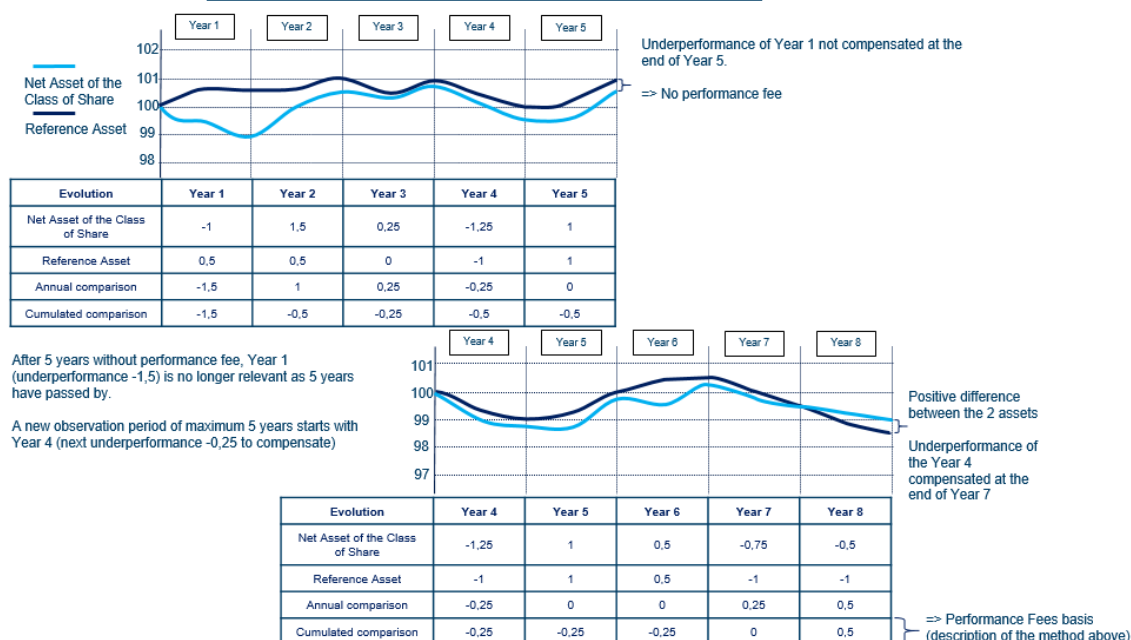 Year 1 Year 2 Year 3 Year 4 Year 5
102
101
100
99
98
Net Asset of the
Class of Share
Reference Asset
Underperformance of Year 1 not compensated at the
end of Year 5.
=> No performance fee
Evolution Year 1 Year 2 Year 3 Year 4 Year 5
Net Asset of the Class
of Share -1 1,5 0,25 -1,25 1
Reference Asset 0,5 0,5 0 -1 1
Annual comparison -1,5 1 0,25 -0,25 0
Cumulated comparison -1,5 -0,5 -0,25 -0,5 -0,5
After 5 years without performance fee, Year 1
(underperformance -1,5) is no longer relevant as 5 years
have passed by.
A new observation period of maximum 5 years starts with
Year 4 (next underperformance -0,25 to compensate)
Year 4 Year 5 Year 6 Year 7 Year 8
101
100
99
98
97
Positive difference
between the 2 assets
Underperformance of
the Year 4
compensated at the
end of Year 7
Evolution Year 4 Year 5 Year 6 Year 7 Year 8
Net Asset of the Class
of Share -1,25 1 0,5 -0,75 -0,5
Reference Asset -1 1 0,5 -1 -1
Annual comparison -0,25 0 0 0,25 0,5
Cumulated comparison -0,25 -0,25 -0,25 0 0,5
=> Performance Fees basis
(description of the method above)